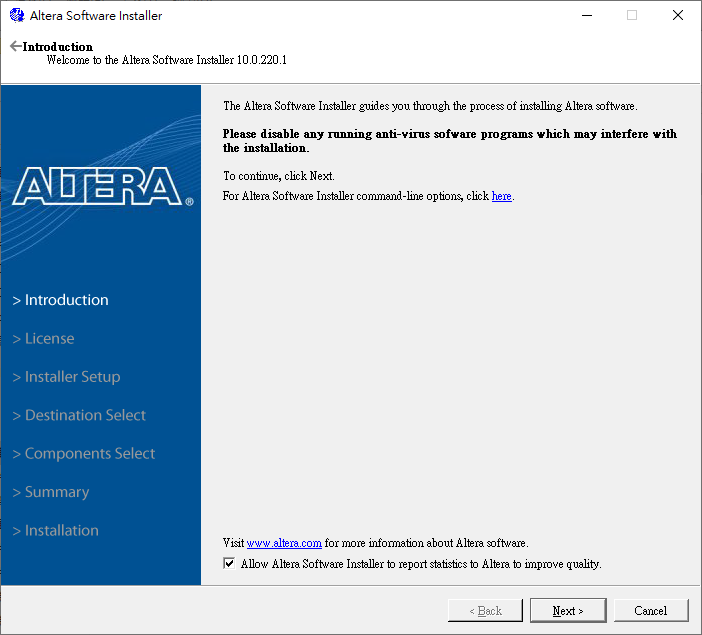 Altera Software Installer
Introduction
Welcome to the Altera Software Installer 10.0.220.1
The Altera Software Installer guides you through the process of installing Altera software.
Please disable any running anti-virus sofware programs which may interfere with
the installation.
To continue, click Next.
For Altera Software Installer command-line options, click here.
ALTERA®
> Introduction
> License
> Installer Setup
> Destination Select
> Components Select
> Summary
> Installation
Visit www.altera.com for more information about Altera software.
Allow Altera Software Installer to report statistics to Altera to improve quality.
< Back Next > Cancel